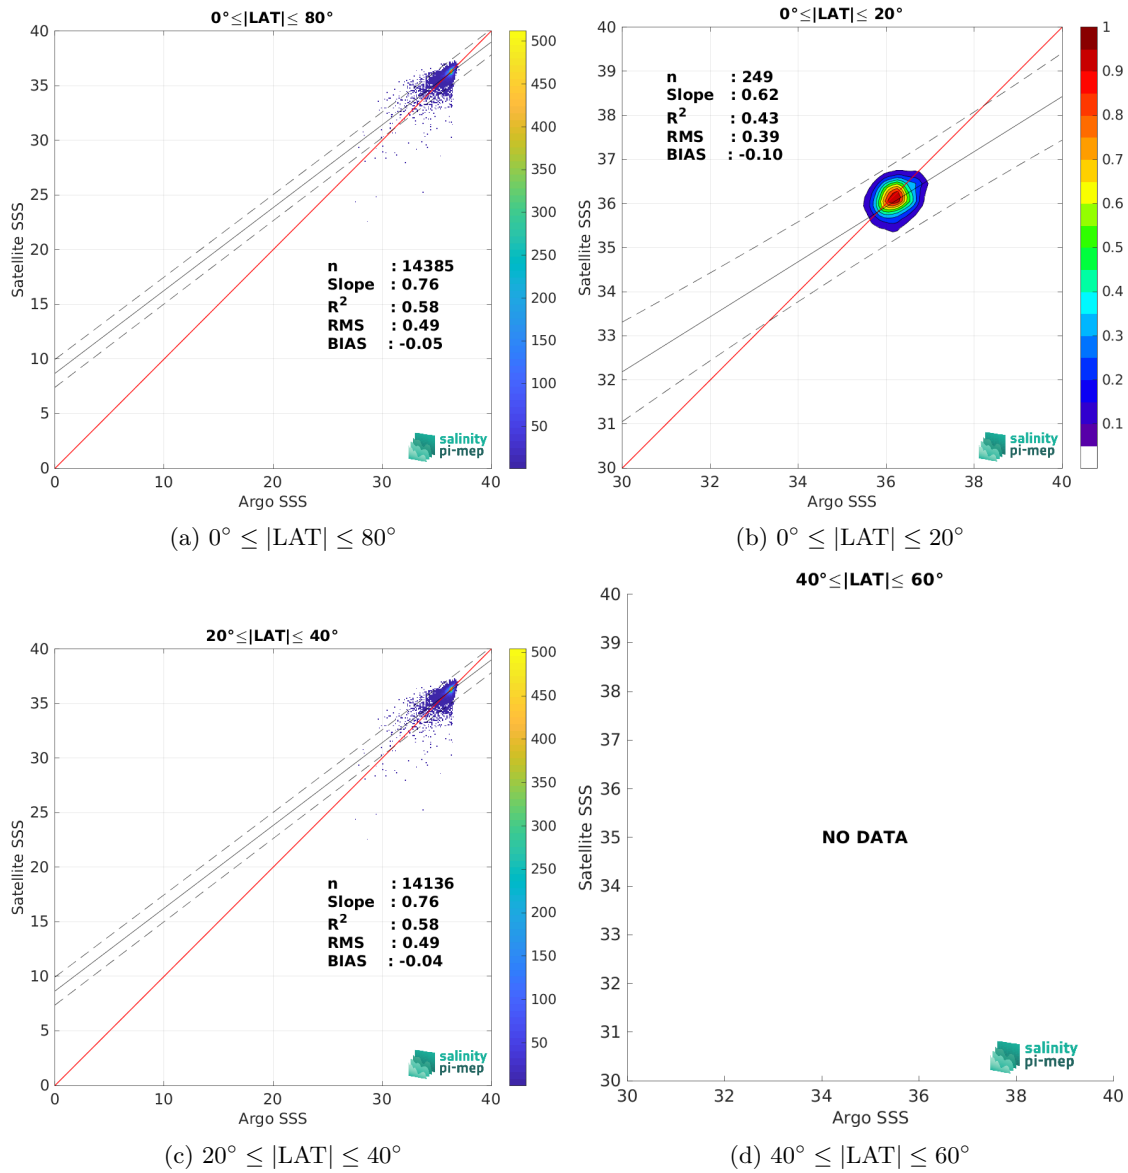 0°≤|LAT|≤ 80°
40
35
30
25
20
15
10
5
0
Satellite SSS
0
10
20
30
40
Argo SSS
n : 14385
Slope : 0.76
R² : 0.58
RMS : 0.49
BIAS : -0.05
salinity
pi-mep
500
450
400
350
300
250
200
150
100
50
(a) 0° ≤ |LAT| ≤ 80°
0°≤|LAT|≤ 20°
40
39
38
37
36
35
34
33
32
31
30
Satellite SSS
30
32
34
36
38
40
Argo SSS
n : 249
Slope : 0.62
R² : 0.43
RMS : 0.39
BIAS : -0.10
salinity
pi-mep
1
0.9
0.8
0.7
0.6
0.5
0.4
0.3
0.2
0.1
(b) 0° ≤ |LAT| ≤ 20°
20°≤|LAT|≤ 40°
40
35
30
25
20
15
10
5
0
Satellite SSS
0
10
20
30
40
Argo SSS
n : 14136
Slope : 0.76
R² : 0.58
RMS : 0.49
BIAS : -0.04
salinity
pi-mep
500
450
400
350
300
250
200
150
100
50
(c) 20° ≤ |LAT| ≤ 40°
40°≤|LAT|≤ 60°
40
39
38
37
36
35
34
33
32
31
30
Satellite SSS
30
32
34
36
38
40
Argo SSS
NO DATA
salinity
pi-mep
(d) 40° ≤ |LAT| ≤ 60°